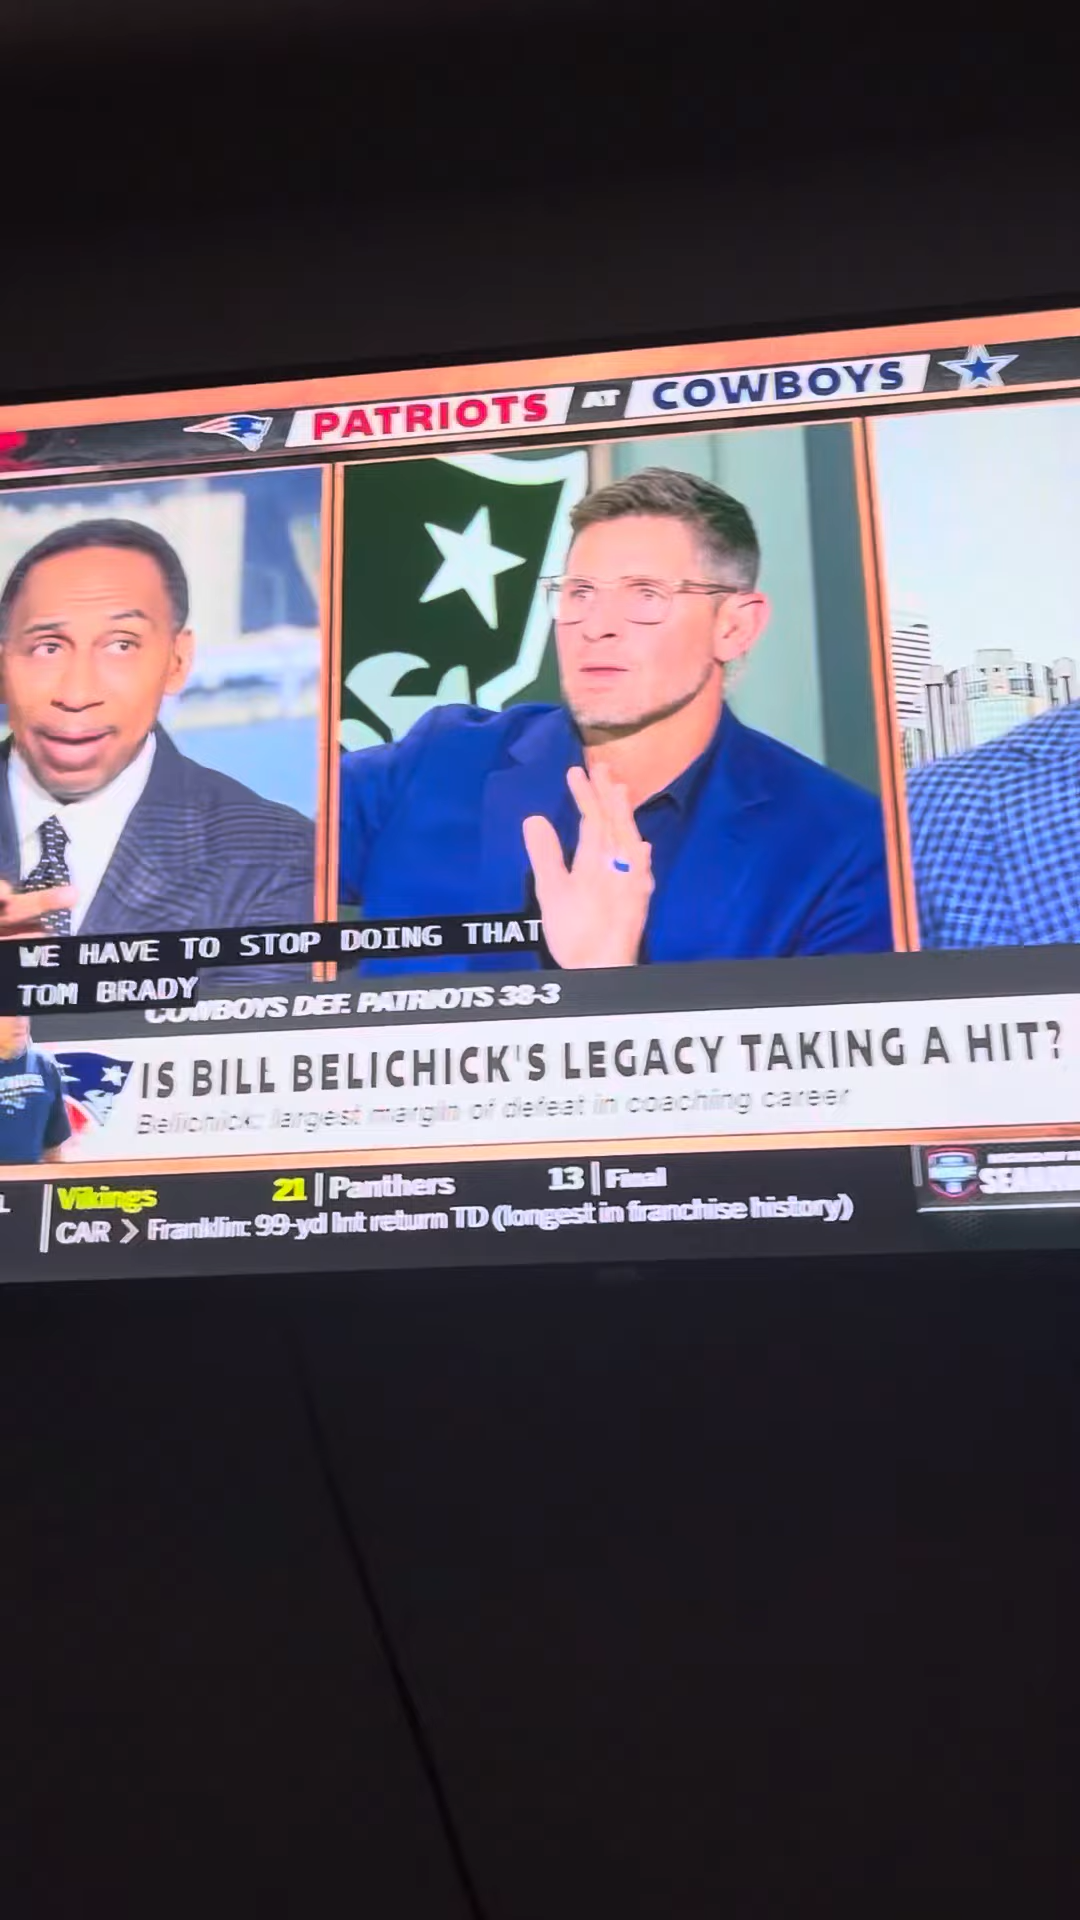 PATRIOTS AT COWBOYS
WE HAVE TO STOP DOING THAT
TOM BRADY
COWBOYS DEF. PATRIOTS 38-3
IS BILL BELICHICK'S LEGACY TAKING A HIT?
Belichick: largest margin of defeat in coaching career
Vikings 21 Panthers 13 Final
CAR > Franklin: 99-yd Int return TD (longest in franchise history)